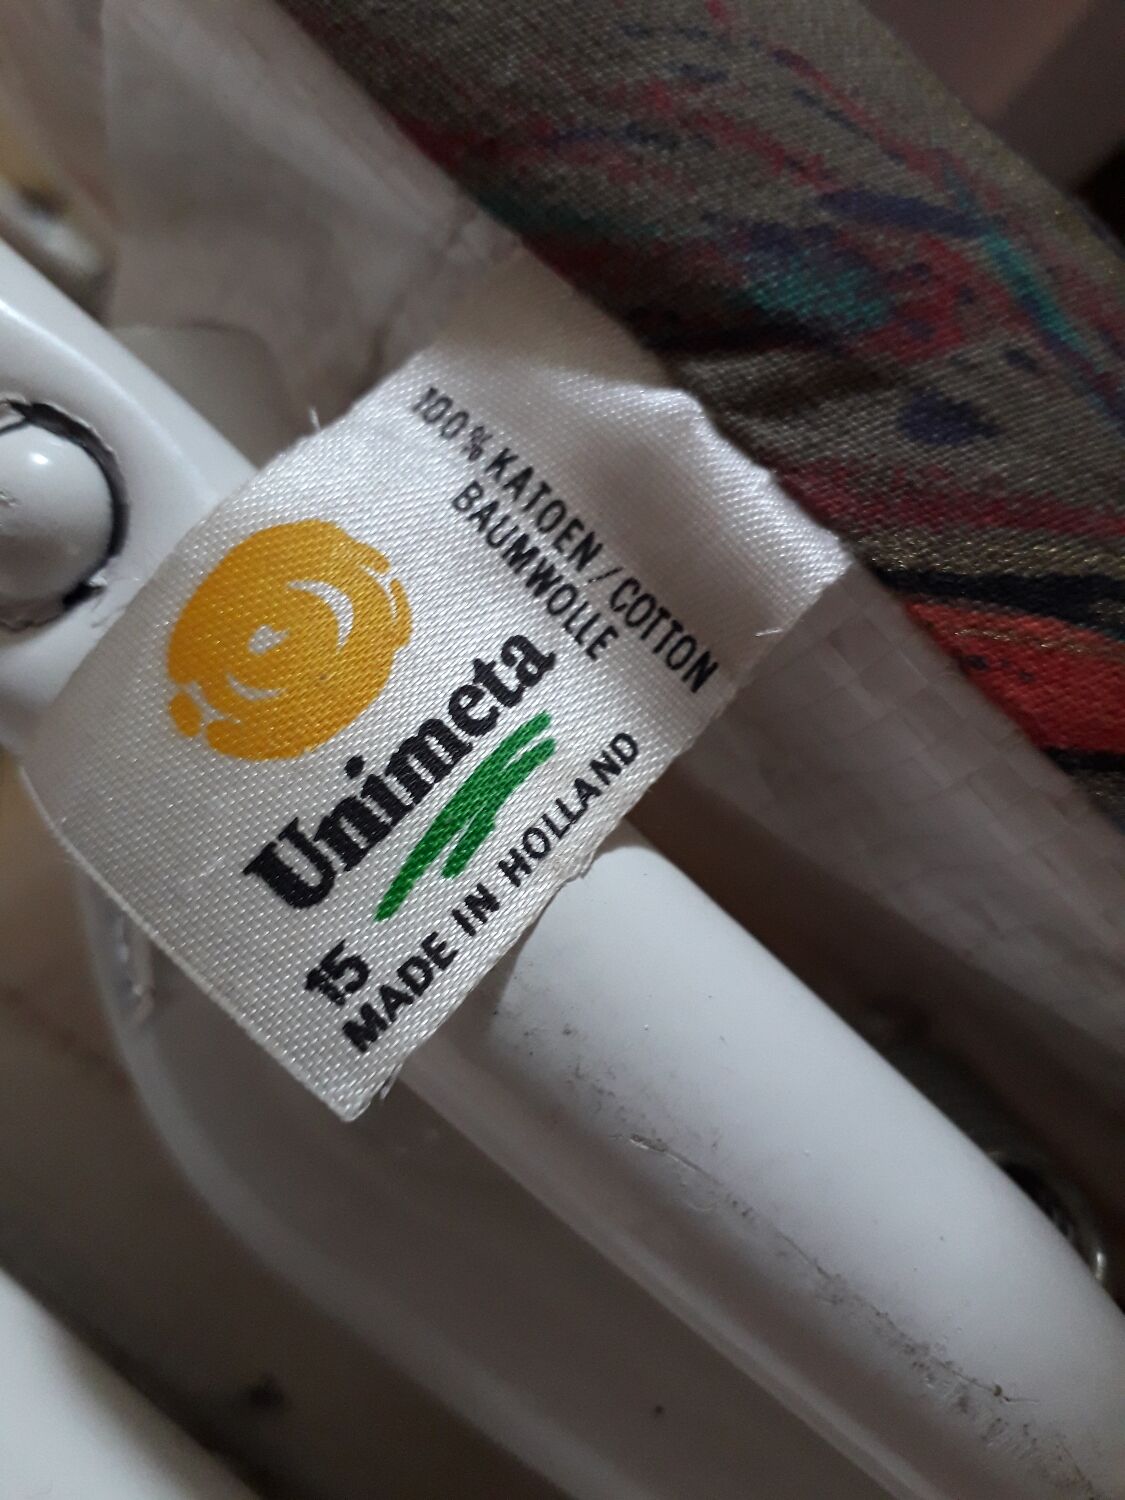 100% KATOEN/COTTON
BAUMWOLLE
Unimeta
15
MADE IN HOLLAND